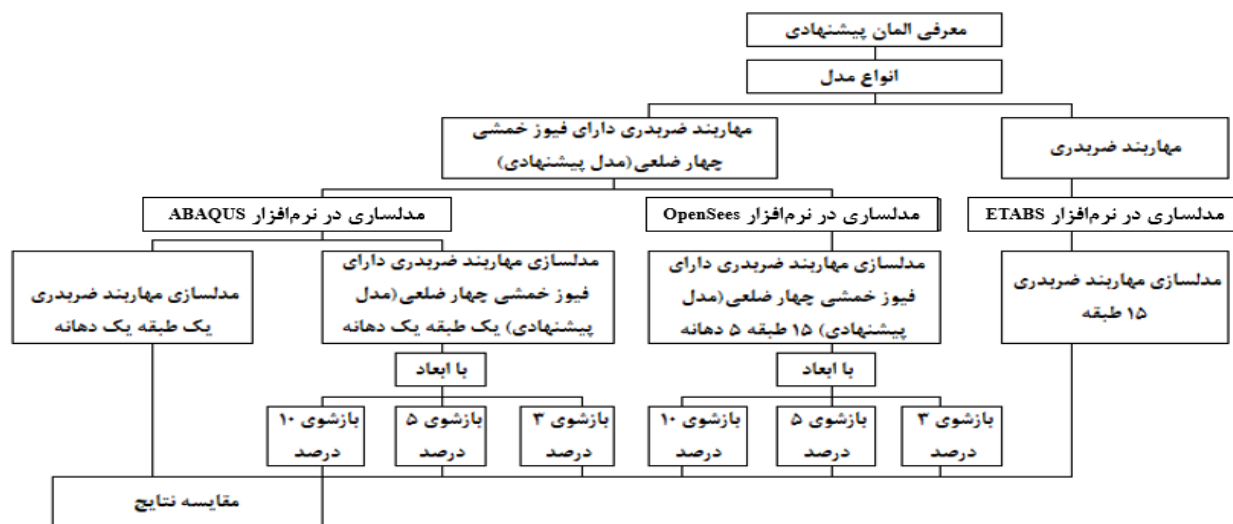 معرفی المان پیشنهادی
انواع مدل
مهاربند ضربدری
مهاربند ضربدری دارای فیوز خمشی
چهار ضلعی(مدل پیشنهادی)
مدلساری در نرم‌افزار ETABS
مدلساری در نرم‌افزار OpenSees
مدلساری در نرم‌افزار ABAQUS
مدلسازی مهاربند ضربدری
۱۵ طبقه
مدلسازی مهاربند ضربدری دارای
فیوز خمشی چهار ضلعی(مدل
پیشنهادی) ۱۵ طبقه ۵ دهانه
مدلسازی مهاربند ضربدری دارای
فیوز خمشی چهار ضلعی(مدل
پیشنهادی) یک طبقه یک دهانه
مدلسازی مهاربند ضربدری
یک طبقه یک دهانه
با ابعاد
با ابعاد
بازشوی ۳
درصد
بازشوی ۵
درصد
بازشوی ۱۰
درصد
بازشوی ۳
درصد
بازشوی ۵
درصد
بازشوی ۱۰
درصد
مقایسه نتایج